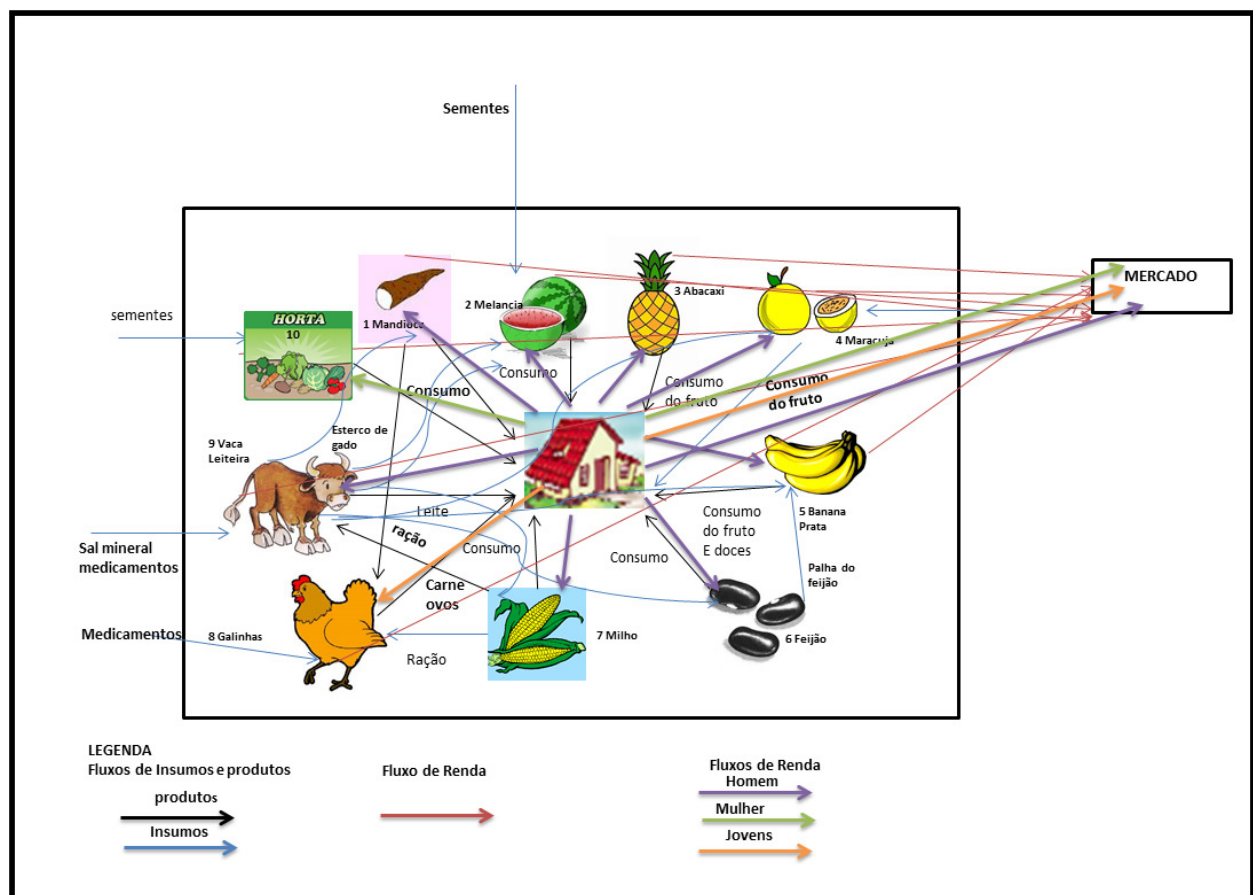 Sementes
MERCADO
3 Abacaxi
2 Melancia
sementes
HORTA
10
1 Mandioca
4 Maracuja
Consumo
Consumo
Consumo
do fruto
Consumo
do fruto
9 Vaca
Leiteira
Esterco de
gado
Leite
ração
Consumo
Consumo
do fruto
E doces
5 Banana
Prata
Sal mineral
medicamentos
Consumo
Palha do
feijão
Carne
ovos
Medicamentos
8 Galinhas
Ração
7 Milho
6 Feijão
LEGENDA
Fluxos de Insumos e produtos
produtos
Insumos
Fluxo de Renda
Fluxos de Renda
Homem
Mulher
Jovens